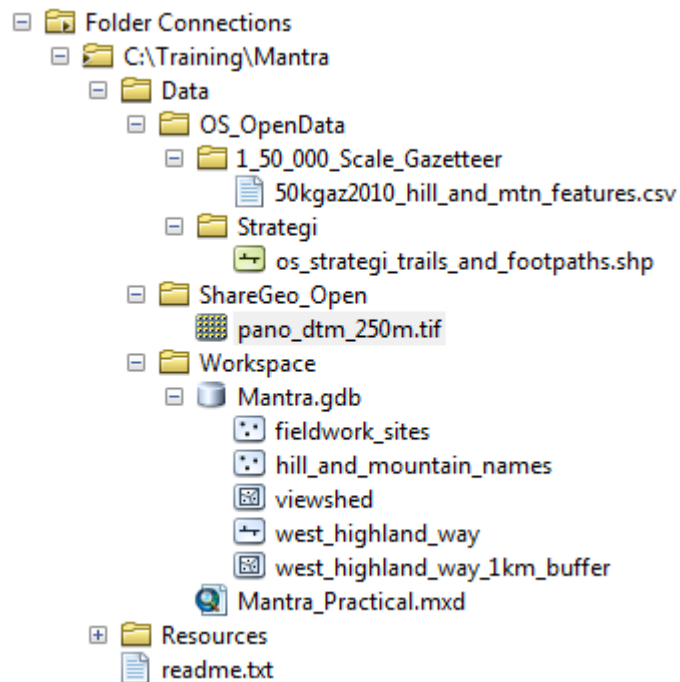 Folder Connections
C:\Training\Mantra
Data
OS_OpenData
1_50_000_Scale_Gazetteer
50kgaz2010_hill_and_mtn_features.csv
Strategi
os_strategi_trails_and_footpaths.shp
ShareGeo_Open
pano_dtm_250m.tif
Workspace
Mantra.gdb
fieldwork_sites
hill_and_mountain_names
viewshed
west_highland_way
west_highland_way_1km_buffer
Mantra_Practical.mxd
Resources
readme.txt